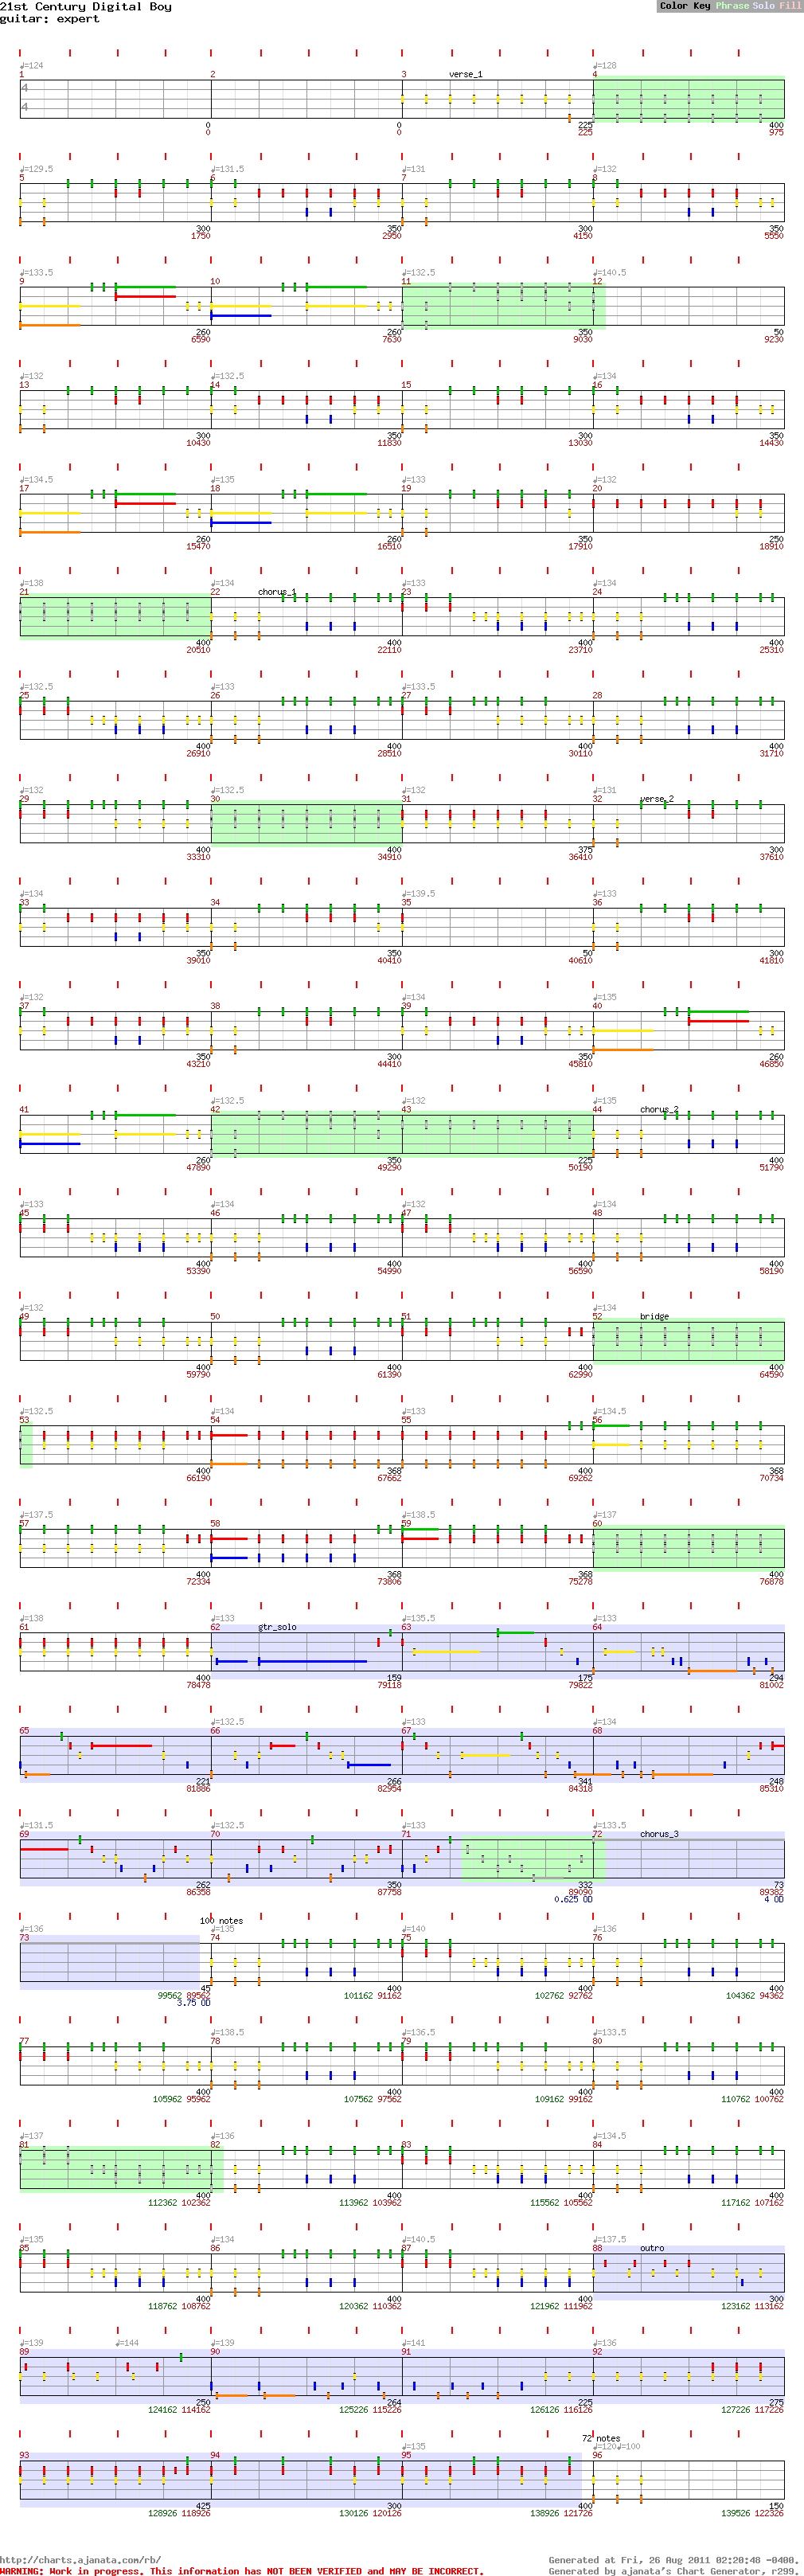 21st Century Digital Boy
guitar: expert
Color Key Phrase Solo Fill
♩=124 ♩=128
1 2 3 verse_1 4
4
4
0 0 225 400
0 0 225 975
♩=129.5 ♩=131.5 ♩=131 ♩=132
5 6 7 8
300 350 300 350
1750 2950 4150 5550
♩=133.5 ♩=132.5 ♩=140.5
9 10 11 12
260 260 350 50
6590 7630 9030 9230
♩=132 ♩=132.5 ♩=134
13 14 15 16
300 350 300 350
10430 11830 13030 14430
♩=134.5 ♩=135 ♩=133 ♩=132
17 18 19 20
260 260 350 250
15470 16510 17910 18910
♩=138 ♩=134 ♩=133 ♩=134
21 22 chorus_1 23 24
400 400 400 400
20510 22110 23710 25310
♩=132.5 ♩=133 ♩=133.5
25 26 27 28
400 400 400 400
26910 28510 30110 31710
♩=132 ♩=132.5 ♩=132 ♩=131
29 30 31 32 verse_2
400 400 375 300
33310 34910 36410 37610
♩=134 ♩=139.5 ♩=133
33 34 35 36
350 350 50 300
39010 40410 40610 41810
♩=132 ♩=134 ♩=135
37 38 39 40
350 300 350 260
43210 44410 45810 46850
♩=132.5 ♩=132 ♩=135
41 42 43 44 chorus_2
260 350 225 400
47890 49290 50190 51790
♩=133 ♩=134 ♩=132 ♩=134
45 46 47 48
400 400 400 400
53390 54990 56590 58190
♩=132 ♩=134
49 50 51 52 bridge
400 400 400 400
59790 61390 62990 64590
♩=132.5 ♩=134 ♩=133 ♩=134.5
53 54 55 56
400 368 400 368
66190 67662 69262 70734
♩=137.5 ♩=138.5 ♩=137
57 58 59 60
400 368 368 400
72334 73806 75278 76878
♩=138 ♩=133 ♩=135.5 ♩=133
61 62 gtr_solo 63 64
400 159 175 294
78478 79118 79822 81002
♩=132.5 ♩=133 ♩=134
65 66 67 68
221 266 341 248
81886 82954 84318 85310
♩=131.5 ♩=132.5 ♩=133 ♩=133.5
69 70 71 72 chorus_3
262 350 332 73
86358 87758 89090 89382
0.625 OD 4 OD
100 notes
♩=136 ♩=135 ♩=140 ♩=136
73 74 75 76
45 400 400 400
99562 89562 101162 91162 102762 92762 104362 94362
3.75 OD
♩=138.5 ♩=136.5 ♩=133.5
77 78 79 80
400 400 400 400
105962 95962 107562 97562 109162 99162 110762 100762
♩=137 ♩=136 ♩=134.5
81 82 83 84
400 400 400 400
112362 102362 113962 103962 115562 105562 117162 107162
♩=135 ♩=134 ♩=140.5 ♩=137.5
85 86 87 88 outro
400 400 400 300
118762 108762 120362 110362 121962 111962 123162 113162
♩=139 ♩=144 ♩=139 ♩=141 ♩=136
89 90 91 92
250 264 225 275
124162 114162 125226 115226 126126 116126 127226 117226
72 notes
♩=135 ♩=120 ♩=100
93 94 95 96
425 300 400 150
128926 118926 130126 120126 138926 121726 139526 122326
http://charts.ajanata.com/rb/
Generated at Fri, 26 Aug 2011 02:20:48 -0400.
WARNING: Work in progress. This information has NOT BEEN VERIFIED and MAY BE INCORRECT.
Generated by ajanata's Chart Generator, r299.